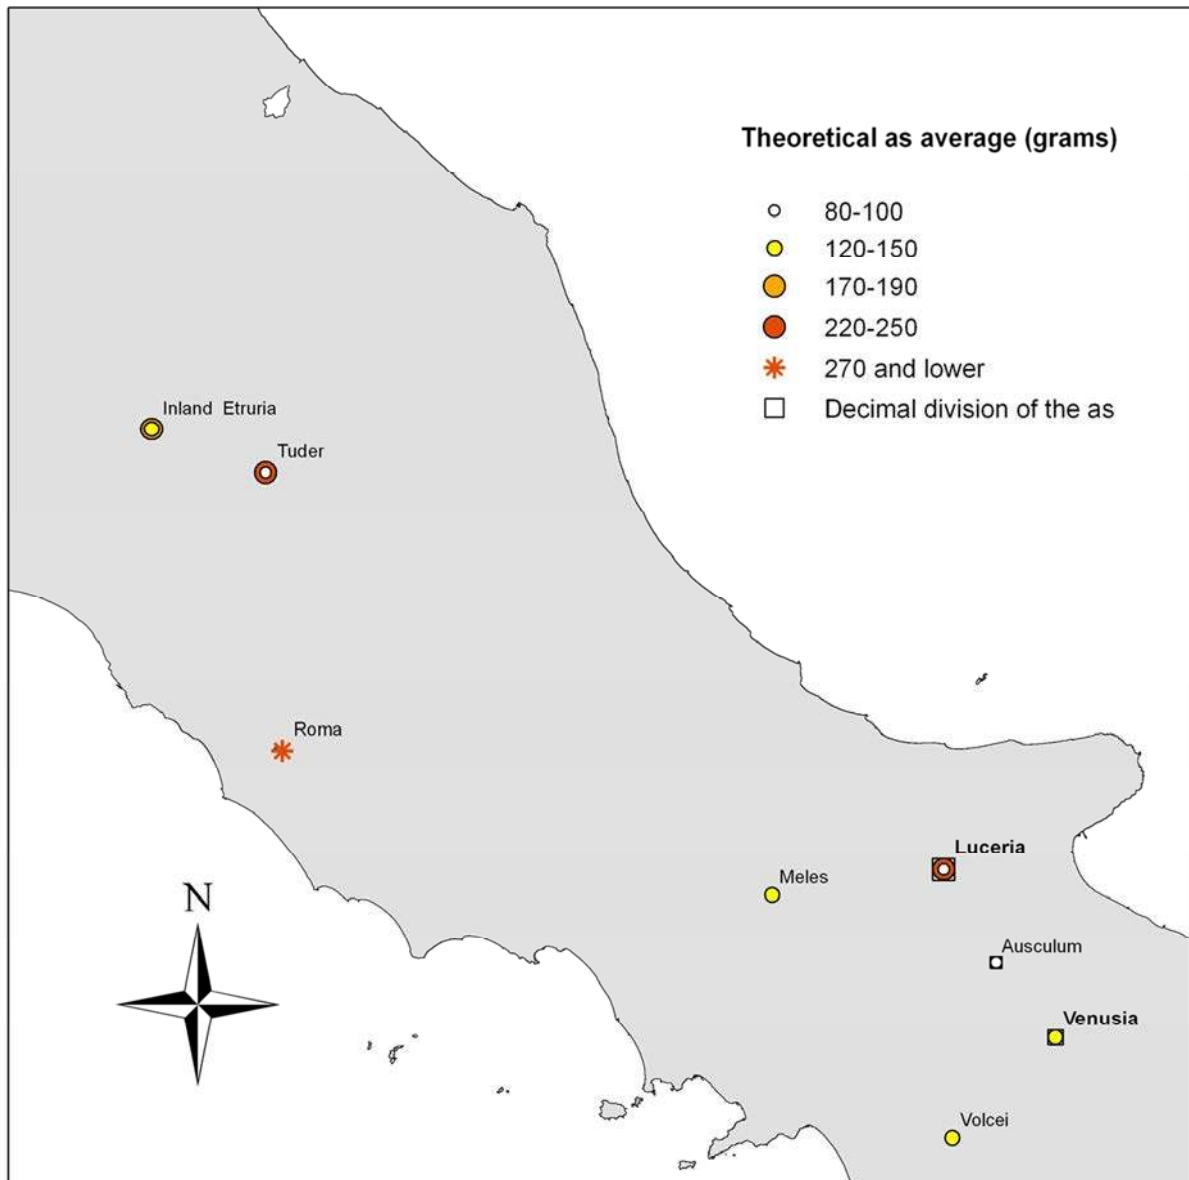 Theoretical as average (grams)
80-100
120-150
170-190
220-250
270 and lower
Decimal division of the as
Inland Etruria
Tuder
Roma
Luceria
Meles
Ausculum
N
Venusia
Volcei